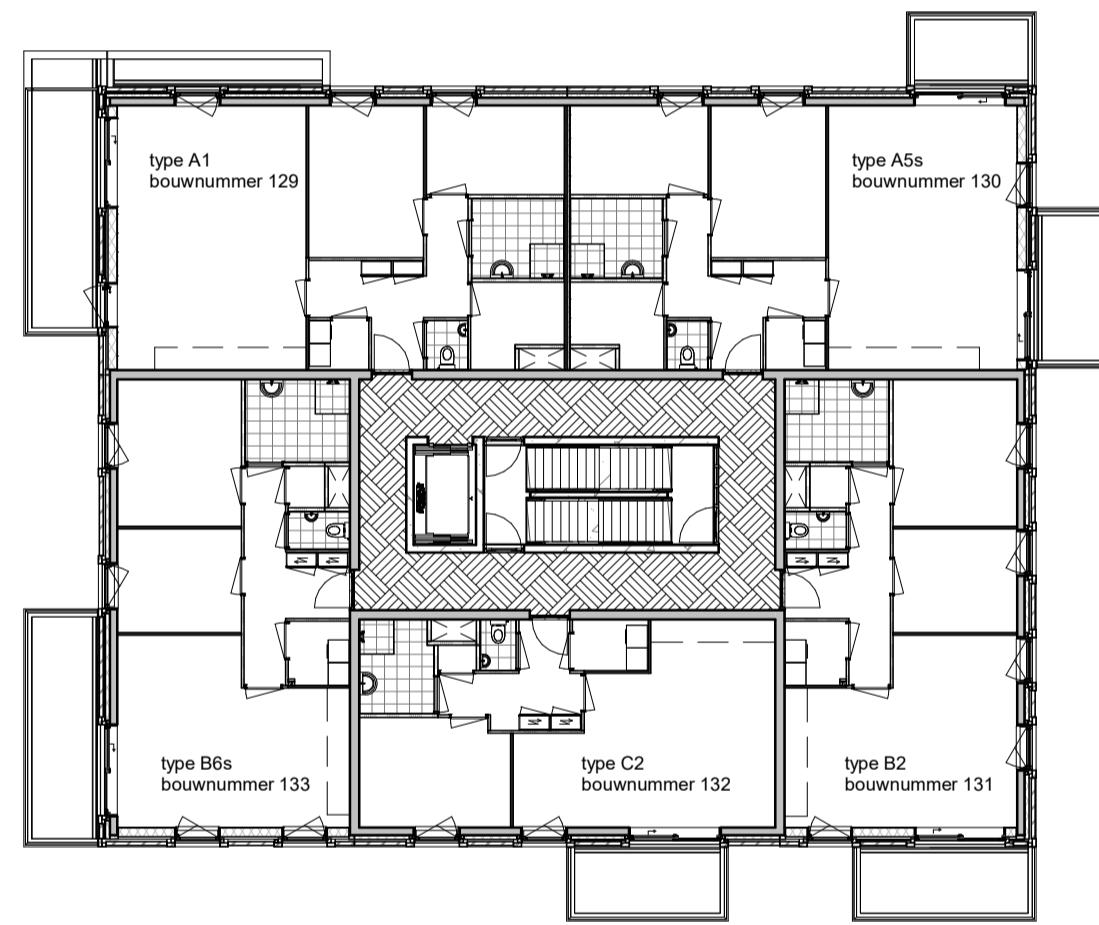 type A1
bouwnummer 129
type A5s
bouwnummer 130
type B6s
bouwnummer 133
type C2
bouwnummer 132
type B2
bouwnummer 131